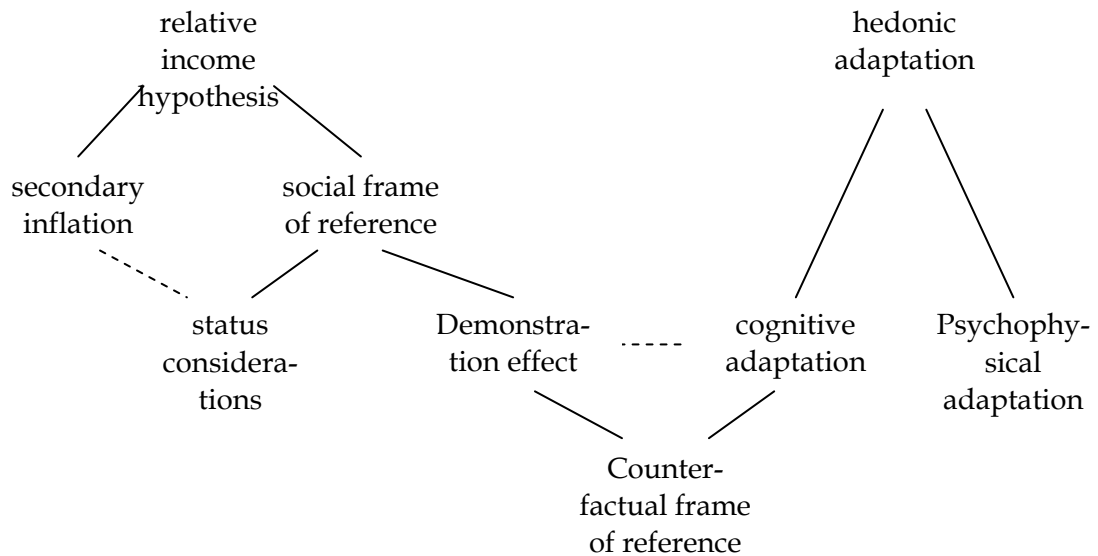 relative
income
hypothesis
hedonic
adaptation
secondary
inflation
social frame
of reference
status
considera-
tions
Demonstra-
tion effect
cognitive
adaptation
Psychophy-
sical
adaptation
Counter-
factual frame
of reference